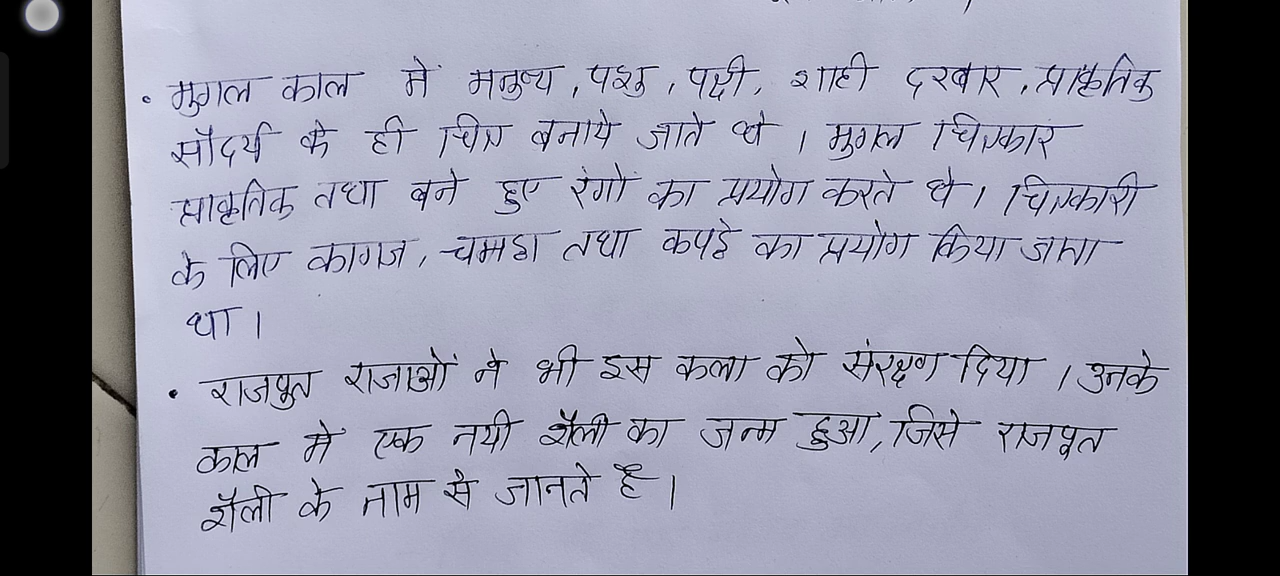 • मुगल काल में मनुष्य, पशु, पक्षी, शाही दरबार, प्राकृतिक
सौंदर्य के ही चित्र बनाये जाते थे । मुगल चित्रकार
प्राकृतिक तथा बने हुए रंगों का प्रयोग करते थे । चित्रकारी
के लिए कागज, चमडा तथा कपड़े का प्रयोग किया जाता
था ।
• राजपुत राजाओं ने भी इस कला को संरक्षण दिया । उनके
काल में एक नयी शैली का जन्म हुआ, जिसे राजपूत
शैली के नाम से जानते है ।